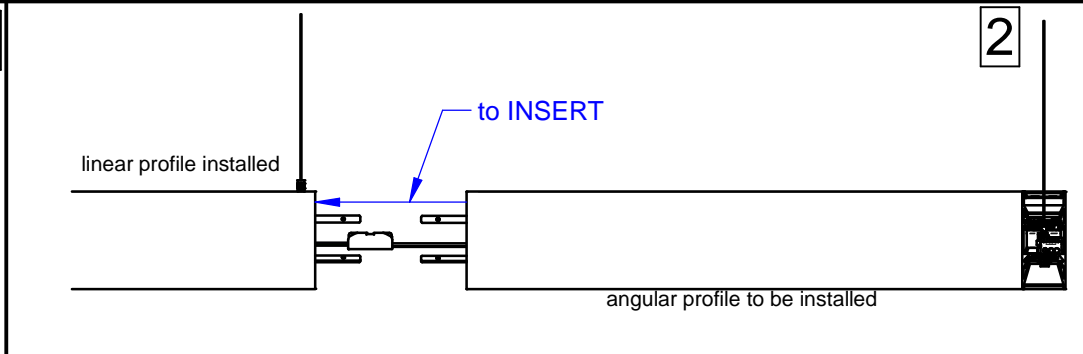 2
to INSERT
linear profile installed
angular profile to be installed